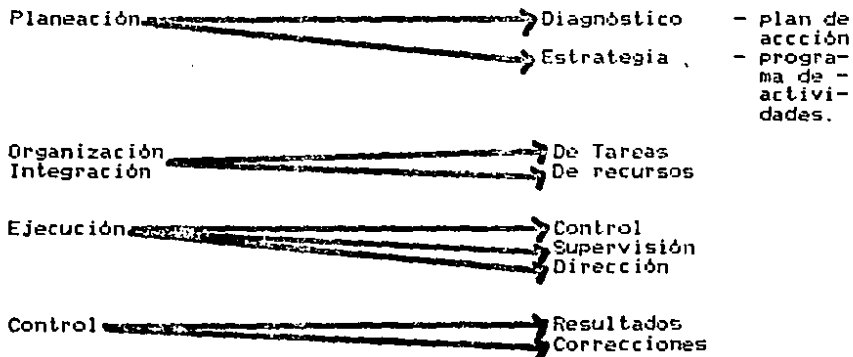 Planeación Diagnóstico - plan de
accción
Estrategia - progra-
ma de -
activi-
dades.
Organización De Tareas
Integración De recursos
Ejecución Control
Supervisión
Dirección
Control Resultados
Correcciones